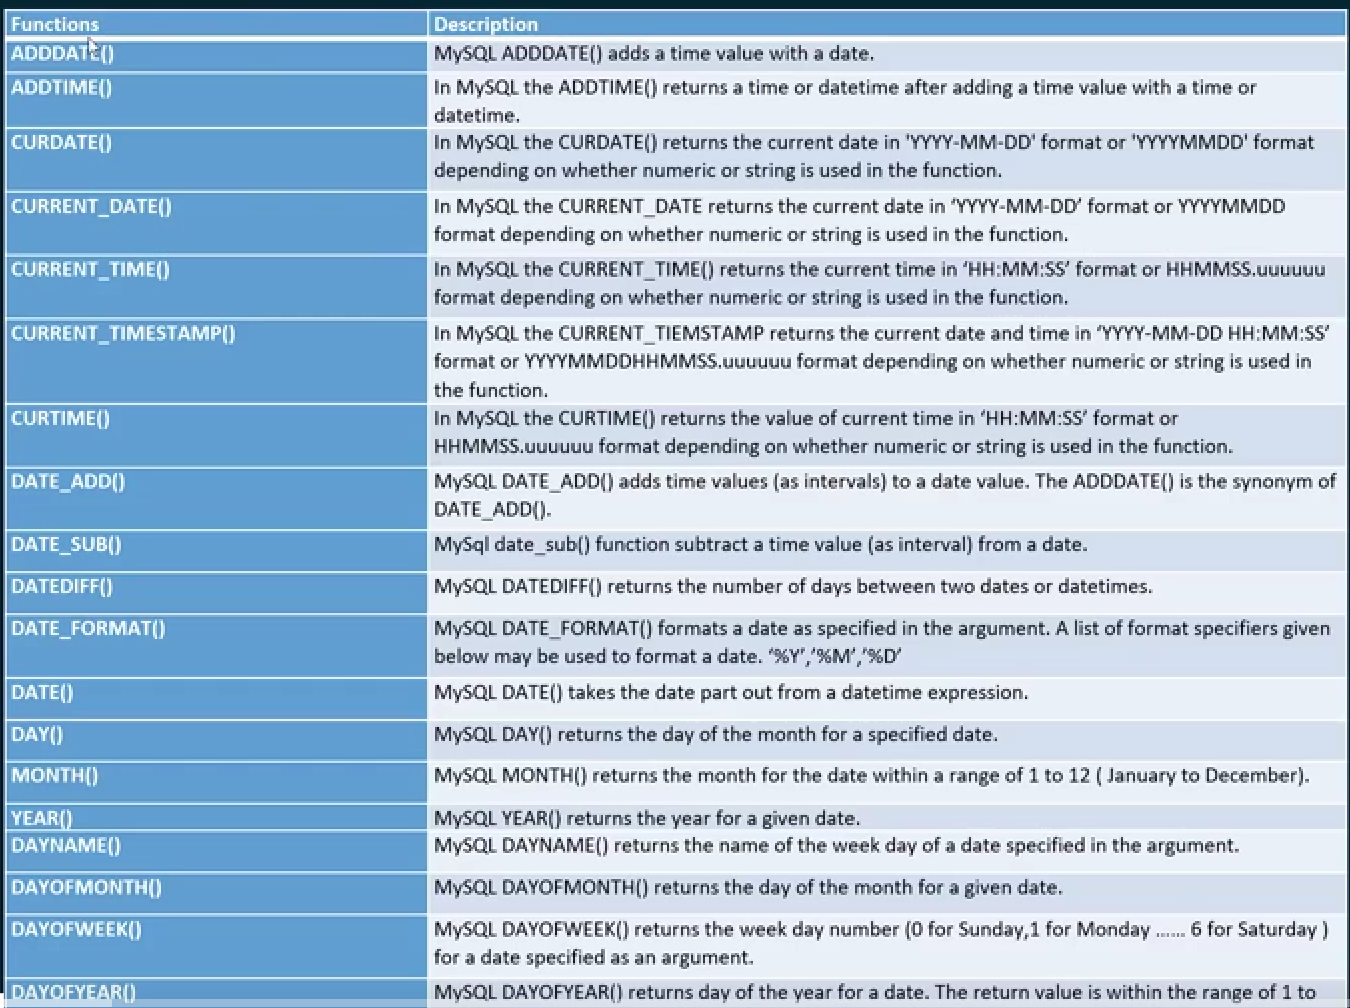 Functions Description
ADDDATE() MySQL ADDDATE() adds a time value with a date.
ADDTIME() In MySQL the ADDTIME() returns a time or datetime after adding a time value with a time or
datetime.
CURDATE() In MySQL the CURDATE() returns the current date in 'YYYY-MM-DD' format or 'YYYYMMDD' format
depending on whether numeric or string is used in the function.
CURRENT_DATE() In MySQL the CURRENT_DATE returns the current date in ‘YYYY-MM-DD’ format or YYYYMMDD
format depending on whether numeric or string is used in the function.
CURRENT_TIME() In MySQL the CURRENT_TIME() returns the current time in ‘HH:MM:SS’ format or HHMMSS.uuuuuu
format depending on whether numeric or string is used in the function.
CURRENT_TIMESTAMP() In MySQL the CURRENT_TIEMSTAMP returns the current date and time in ‘YYYY-MM-DD HH:MM:SS’
format or YYYYMMDDHHMMSS.uuuuuu format depending on whether numeric or string is used in
the function.
CURTIME() In MySQL the CURTIME() returns the value of current time in ‘HH:MM:SS’ format or
HHMMSS.uuuuuu format depending on whether numeric or string is used in the function.
DATE_ADD() MySQL DATE_ADD() adds time values (as intervals) to a date value. The ADDDATE() is the synonym of
DATE_ADD().
DATE_SUB() MySql date_sub() function subtract a time value (as interval) from a date.
DATEDIFF() MySQL DATEDIFF() returns the number of days between two dates or datetimes.
DATE_FORMAT() MySQL DATE_FORMAT() formats a date as specified in the argument. A list of format specifiers given
below may be used to format a date. ‘%Y’,’%M’,’%D’
DATE() MySQL DATE() takes the date part out from a datetime expression.
DAY() MySQL DAY() returns the day of the month for a specified date.
MONTH() MySQL MONTH() returns the month for the date within a range of 1 to 12 ( January to December).
YEAR() MySQL YEAR() returns the year for a given date.
DAYNAME() MySQL DAYNAME() returns the name of the week day of a date specified in the argument.
DAYOFMONTH() MySQL DAYOFMONTH() returns the day of the month for a given date.
DAYOFWEEK() MySQL DAYOFWEEK() returns the week day number (0 for Sunday,1 for Monday …… 6 for Saturday )
for a date specified as an argument.
DAYOFYEAR() MySQL DAYOFYEAR() returns day of the year for a date. The return value is within the range of 1 to